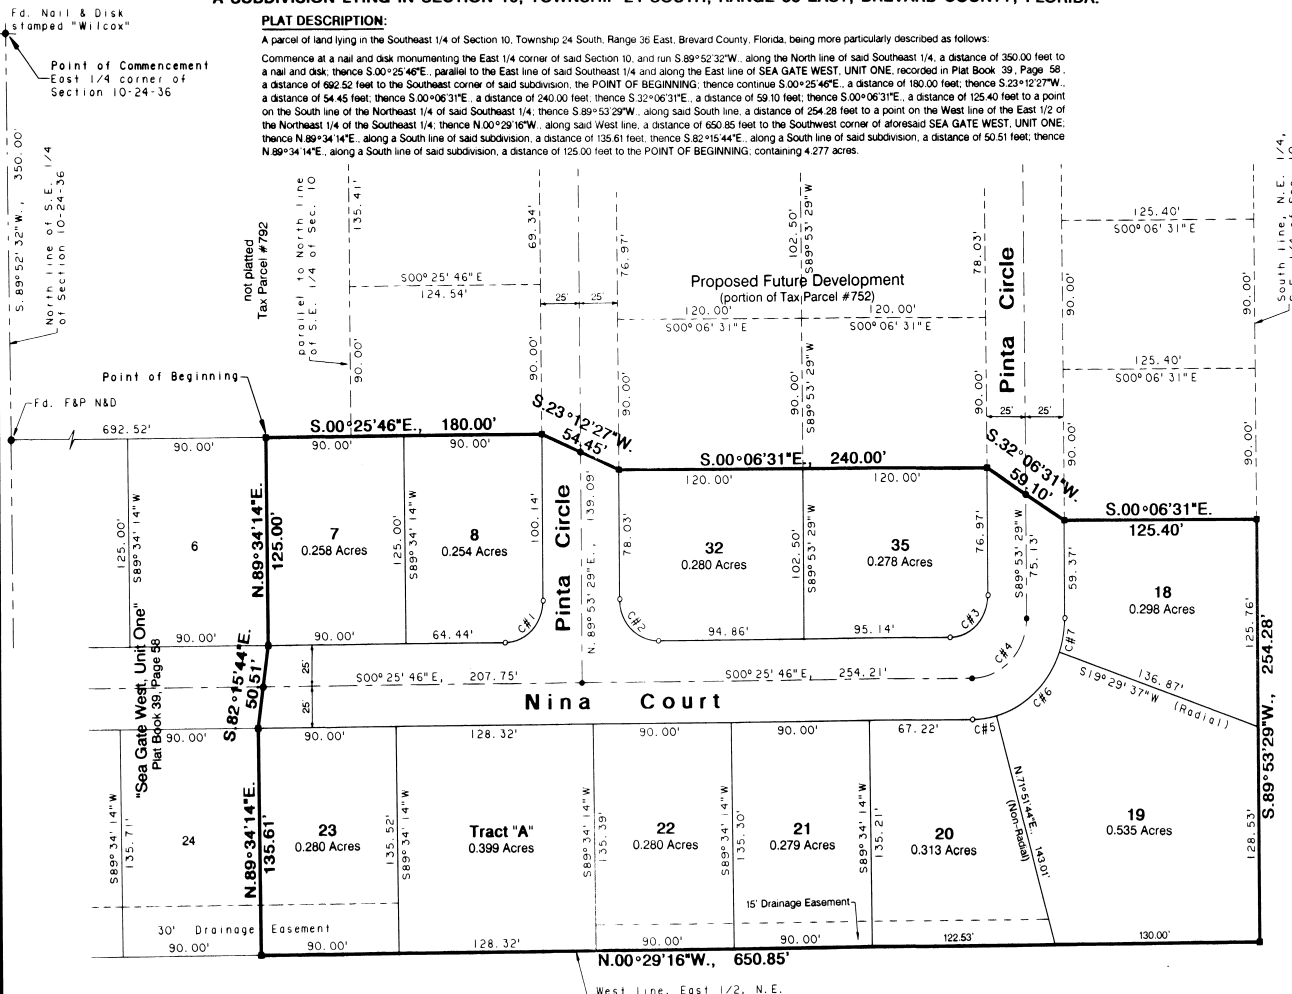 A SUBDIVISION LYING IN SECTION 10, TOWNSHIP 24 SOUTH, RANGE 36 EAST, BREVARD COUNTY, FLORIDA.
Fd. Nail & Disk
stamped "Wilcox"
PLAT DESCRIPTION:
A parcel of land lying in the Southeast 1/4 of Section 10, Township 24 South, Range 36 East, Brevard County, Florida, being more particularly described as follows:
Commence at a nail and disk monumenting the East 1/4 corner of said Section 10, and run S.89°52'32"W., along the North line of said Southeast 1/4, a distance of 350.00 feet to
a nail and disk; thence S.00°25'46"E., parallel to the East line of said Southeast 1/4 and along the East line of SEA GATE WEST, UNIT ONE, recorded in Plat Book 39, Page 58,
a distance of 692.52 feet to the Southeast corner of said subdivision, the POINT OF BEGINNING; thence continue S.00°25'46"E., a distance of 180.00 feet; thence S.23°12'27"W.,
a distance of 54.45 feet; thence S.00°06'31"E., a distance of 240.00 feet; thence S.32°06'31"E., a distance of 59.10 feet; thence S.00°06'31"E., a distance of 125.40 feet to a point
on the South line of the Northeast 1/4 of said Southeast 1/4; thence S.89°53'29"W., along said South line, a distance of 254.28 feet to a point on the West line of the East 1/2 of
the Northeast 1/4 of the Southeast 1/4; thence N.00°29'16"W., along said West line, a distance of 650.85 feet to the Southwest corner of aforesaid SEA GATE WEST, UNIT ONE;
thence N.89°34'14"E., along a South line of said subdivision, a distance of 135.61 feet, thence S.82°15'44"E., along a South line of said subdivision, a distance of 50.51 feet; thence
N.89°34'14"E., along a South line of said subdivision, a distance of 125.00 feet to the POINT OF BEGINNING; containing 4.277 acres.
Point of Commencement
East 1/4 corner of
Section 10-24-36
S. 89°52'32"W., 350.00'
North line of S.E. 1/4
of Section 10-24-36
not platted
Tax Parcel #792
parallel to North line
of S.E. 1/4 of Sec. 10
135.41'
90.00'
S00°25'46"E
124.54'
69.34'
90.00'
25'
25'
76.97'
90.00'
102.50'
S89°53'29"W
Proposed Future Development
(portion of Tax Parcel #752)
120.00'
S00°06'31"E
120.00'
S00°06'31"E
90.00'
S89°53'29"W
78.03'
90.00'
Pinta Circle
25'
25'
90.00'
90.00'
125.40'
S00°06'31"E
125.40'
S00°06'31"E
90.00'
90.00'
South line, N.E. 1/4,
Point of Beginning
Fd. F&P N&D
692.52'
90.00'
S.00°25'46"E., 180.00'
90.00'
90.00'
S.23°12'27"W.
54.45'
S.00°06'31"E., 240.00'
120.00'
120.00'
S.32°06'31"W.
59.10'
S.00°06'31"E.
125.40'
125.00'
S89°34'14"W
6
90.00'
N.89°34'14"E.
125.00'
7
0.258 Acres
90.00'
125.00'
S89°34'14"W
8
0.254 Acres
64.44'
100.14'
C#1
Pinta Circle
N.89°53'29"E., 139.09'
78.03'
C#2
32
0.280 Acres
94.86'
102.50'
S89°53'29"W
35
0.278 Acres
95.14'
76.97'
C#3
S89°53'29"W
75.13'
C#4
59.37'
C#7
18
0.298 Acres
125.76'
S.89°53'29"W., 254.28'
"Sea Gate West, Unit One"
Plat Book 39, Page 58
S.82°15'44"E.
50.51'
25'
25'
S00°25'46"E, 207.75'
S00°25'46"E, 254.21'
Nina Court
C#6
C#5
136.87'
S19°29'37"W (Radial)
90.00'
90.00'
128.32'
90.00'
90.00'
67.22'
S89°34'14"W
135.71'
24
N.89°34'14"E.
135.61'
23
0.280 Acres
135.52'
S89°34'14"W
Tract "A"
0.399 Acres
S89°34'14"W
135.39'
22
0.280 Acres
S89°34'14"W
135.30'
21
0.279 Acres
S89°34'14"W
135.21'
20
0.313 Acres
N.71°51'44"E., 143.01'
(Non-Radial)
19
0.535 Acres
128.53'
15' Drainage Easement
30' Drainage Easement
90.00'
90.00'
128.32'
90.00'
90.00'
122.53'
130.00'
N.00°29'16"W., 650.85'
West line, East 1/2, N.E.